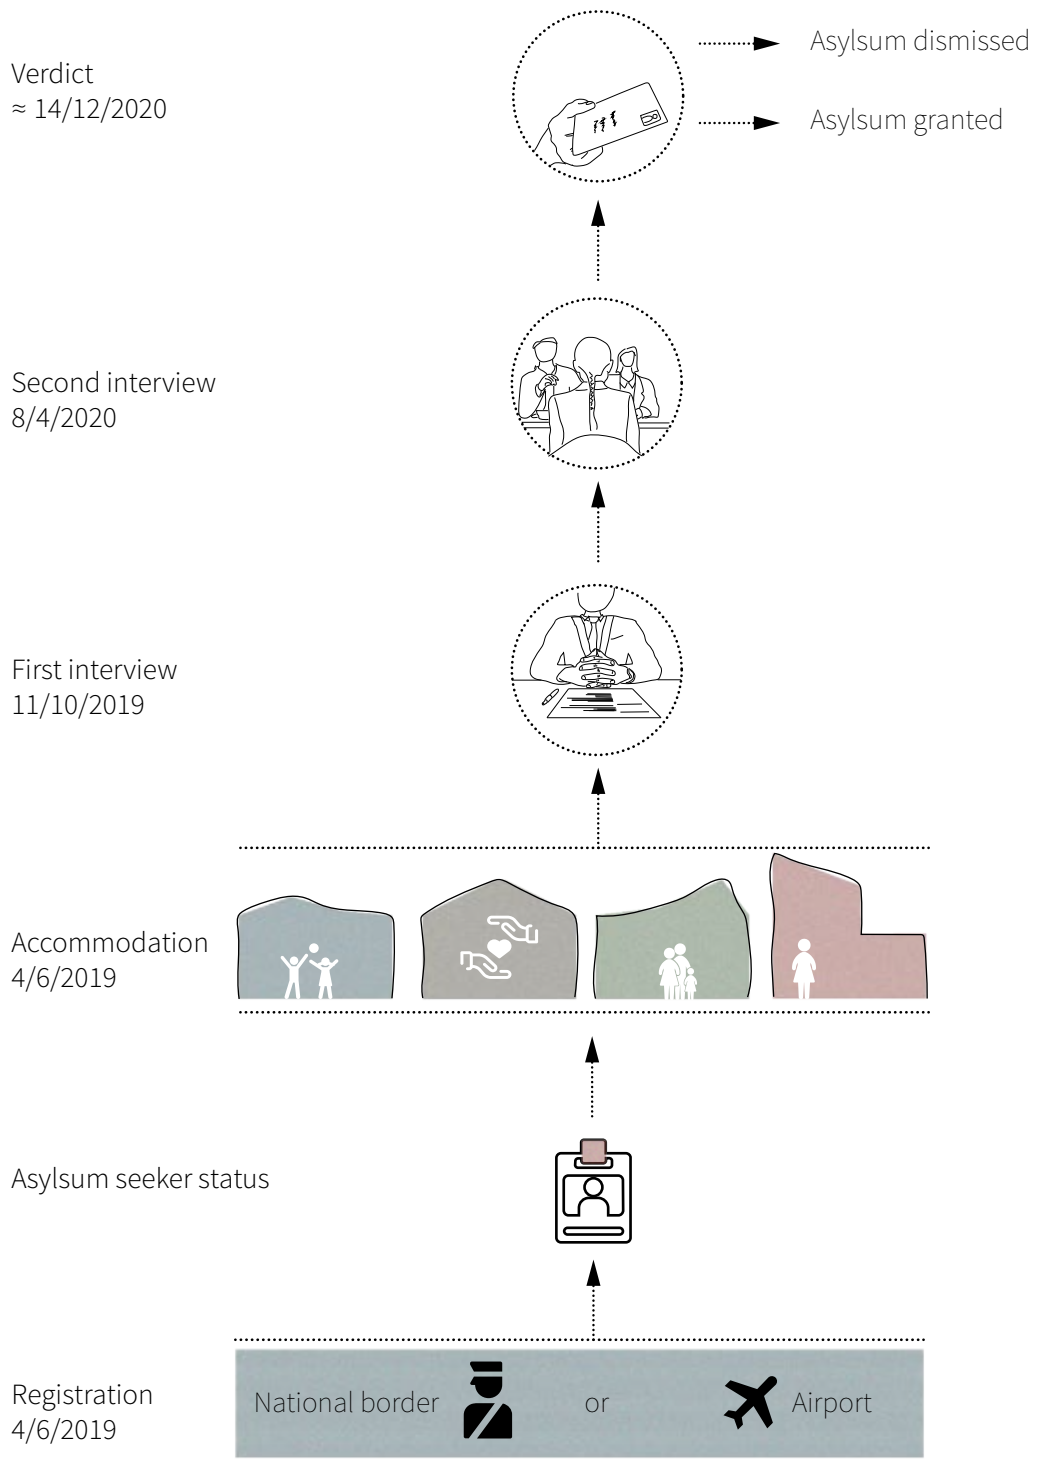 Verdict
≈ 14/12/2020
Asylsum dismissed
Asylsum granted
Second interview
8/4/2020
First interview
11/10/2019
Accommodation
4/6/2019
Asylsum seeker status
Registration
4/6/2019
National border or Airport